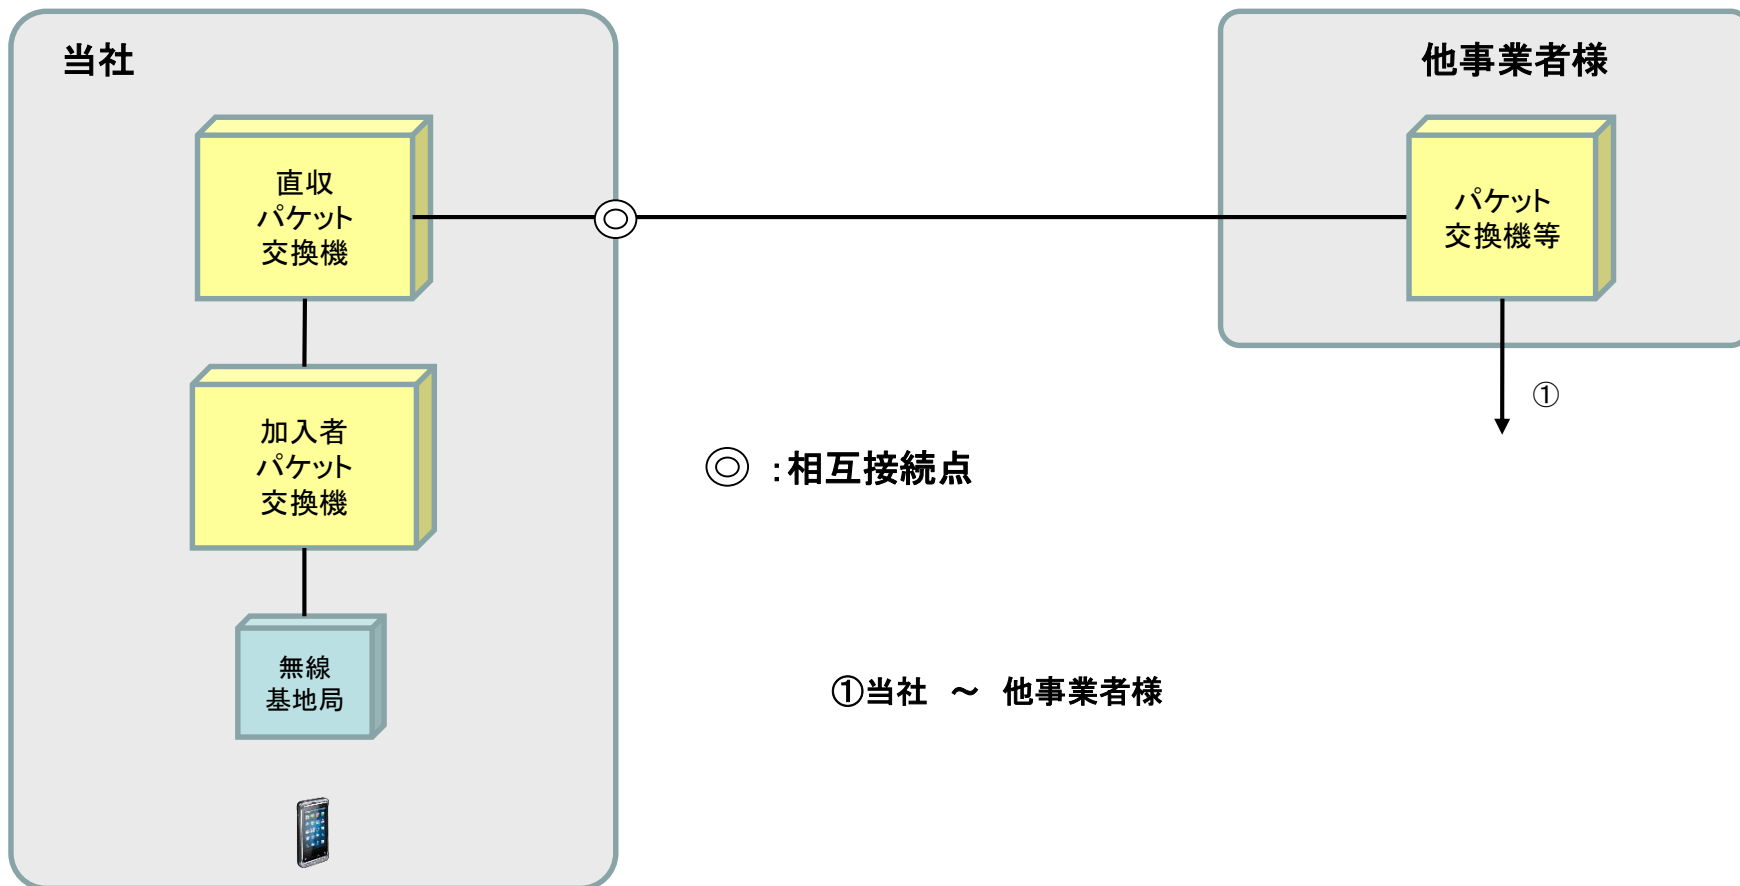 当社
他事業者様
直収
パケット
交換機
パケット
交換機等
加入者
パケット
交換機
①
◎ :相互接続点
無線
基地局
①当社 ～ 他事業者様